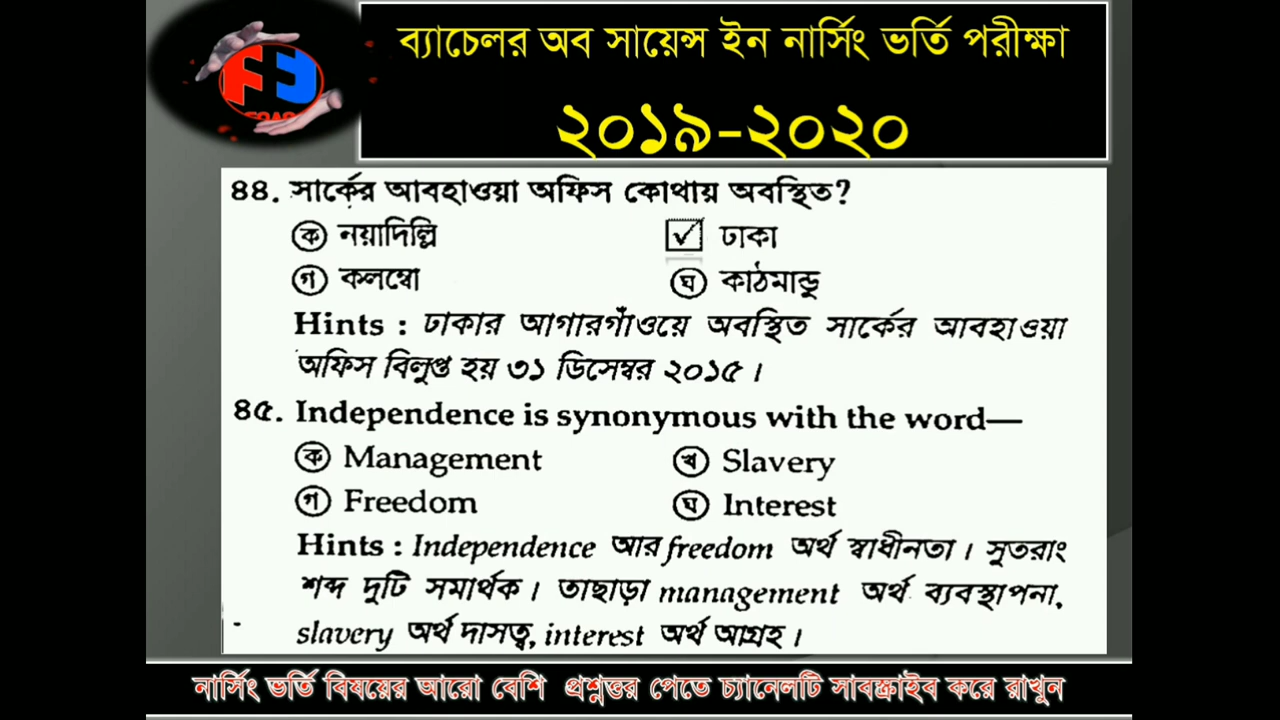 ব্যাচেলর অব সায়েন্স ইন নার্সিং ভর্তি পরীক্ষা
২০১৯-২০২০
৪৪. সার্কের আবহাওয়া অফিস কোথায় অবস্থিত?
ক নয়াদিল্লি ✓ ঢাকা
গ কলম্বো ঘ কাঠমান্ডু
Hints : ঢাকার আগারগাঁওয়ে অবস্থিত সার্কের আবহাওয়া
অফিস বিলুপ্ত হয় ৩১ ডিসেম্বর ২০১৫।
৪৫. Independence is synonymous with the word—
ক Management খ Slavery
গ Freedom ঘ Interest
Hints : Independence আর freedom অর্থ স্বাধীনতা। সুতরাং
শব্দ দুটি সমার্থক। তাছাড়া management অর্থ ব্যবস্থাপনা,
slavery অর্থ দাসত্ব, interest অর্থ আগ্রহ।
নার্সিং ভর্তি বিষয়ের আরো বেশি প্রশ্নত্তর পেতে চ্যানেলটি সাবস্ক্রাইব করে রাখুন